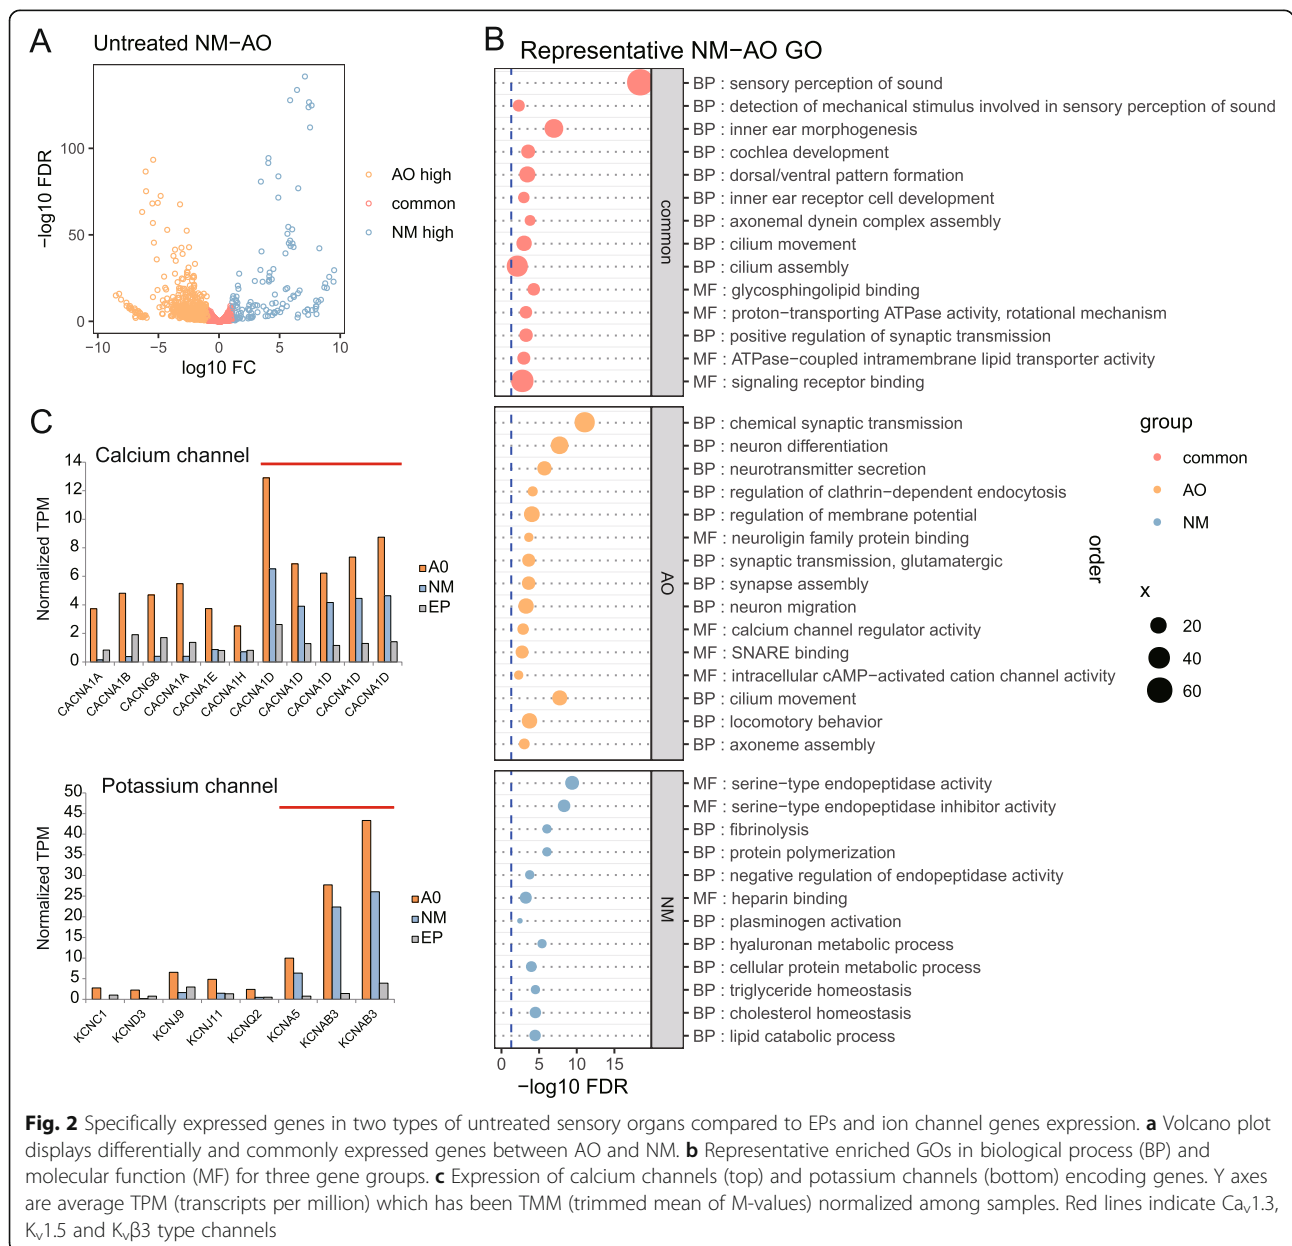 A
Untreated NM−AO
−log10 FDR
100
50
0
−10
−5
0
5
10
log10 FC
AO high
common
NM high
B
Representative NM−AO GO
BP : sensory perception of sound
BP : detection of mechanical stimulus involved in sensory perception of sound
BP : inner ear morphogenesis
BP : cochlea development
BP : dorsal/ventral pattern formation
BP : inner ear receptor cell development
BP : axonemal dynein complex assembly
BP : cilium movement
BP : cilium assembly
MF : glycosphingolipid binding
MF : proton−transporting ATPase activity, rotational mechanism
BP : positive regulation of synaptic transmission
MF : ATPase−coupled intramembrane lipid transporter activity
MF : signaling receptor binding
common
BP : chemical synaptic transmission
BP : neuron differentiation
BP : neurotransmitter secretion
BP : regulation of clathrin−dependent endocytosis
BP : regulation of membrane potential
MF : neuroligin family protein binding
BP : synaptic transmission, glutamatergic
BP : synapse assembly
BP : neuron migration
MF : calcium channel regulator activity
MF : SNARE binding
MF : intracellular cAMP−activated cation channel activity
BP : cilium movement
BP : locomotory behavior
BP : axoneme assembly
AO
MF : serine−type endopeptidase activity
MF : serine−type endopeptidase inhibitor activity
BP : fibrinolysis
BP : protein polymerization
BP : negative regulation of endopeptidase activity
MF : heparin binding
BP : plasminogen activation
BP : hyaluronan metabolic process
BP : cellular protein metabolic process
BP : triglyceride homeostasis
BP : cholesterol homeostasis
BP : lipid catabolic process
NM
0
5
10
15
−log10 FDR
order
group
common
AO
NM
x
20
40
60
C
Calcium channel
Normalized TPM
14
12
10
8
6
4
2
0
CACNA1A
CACNA1B
CACNG8
CACNA1A
CACNA1E
CACNA1H
CACNA1D
CACNA1D
CACNA1D
CACNA1D
CACNA1D
A0
NM
EP
Potassium channel
Normalized TPM
50
45
40
35
30
25
20
15
10
5
0
KCNC1
KCND3
KCNJ9
KCNJ11
KCNQ2
KCNA5
KCNAB3
KCNAB3
A0
NM
EP
Fig. 2 Specifically expressed genes in two types of untreated sensory organs compared to EPs and ion channel genes expression. a Volcano plot
displays differentially and commonly expressed genes between AO and NM. b Representative enriched GOs in biological process (BP) and
molecular function (MF) for three gene groups. c Expression of calcium channels (top) and potassium channels (bottom) encoding genes. Y axes
are average TPM (transcripts per million) which has been TMM (trimmed mean of M-values) normalized among samples. Red lines indicate Cav1.3,
Kv1.5 and Kvβ3 type channels